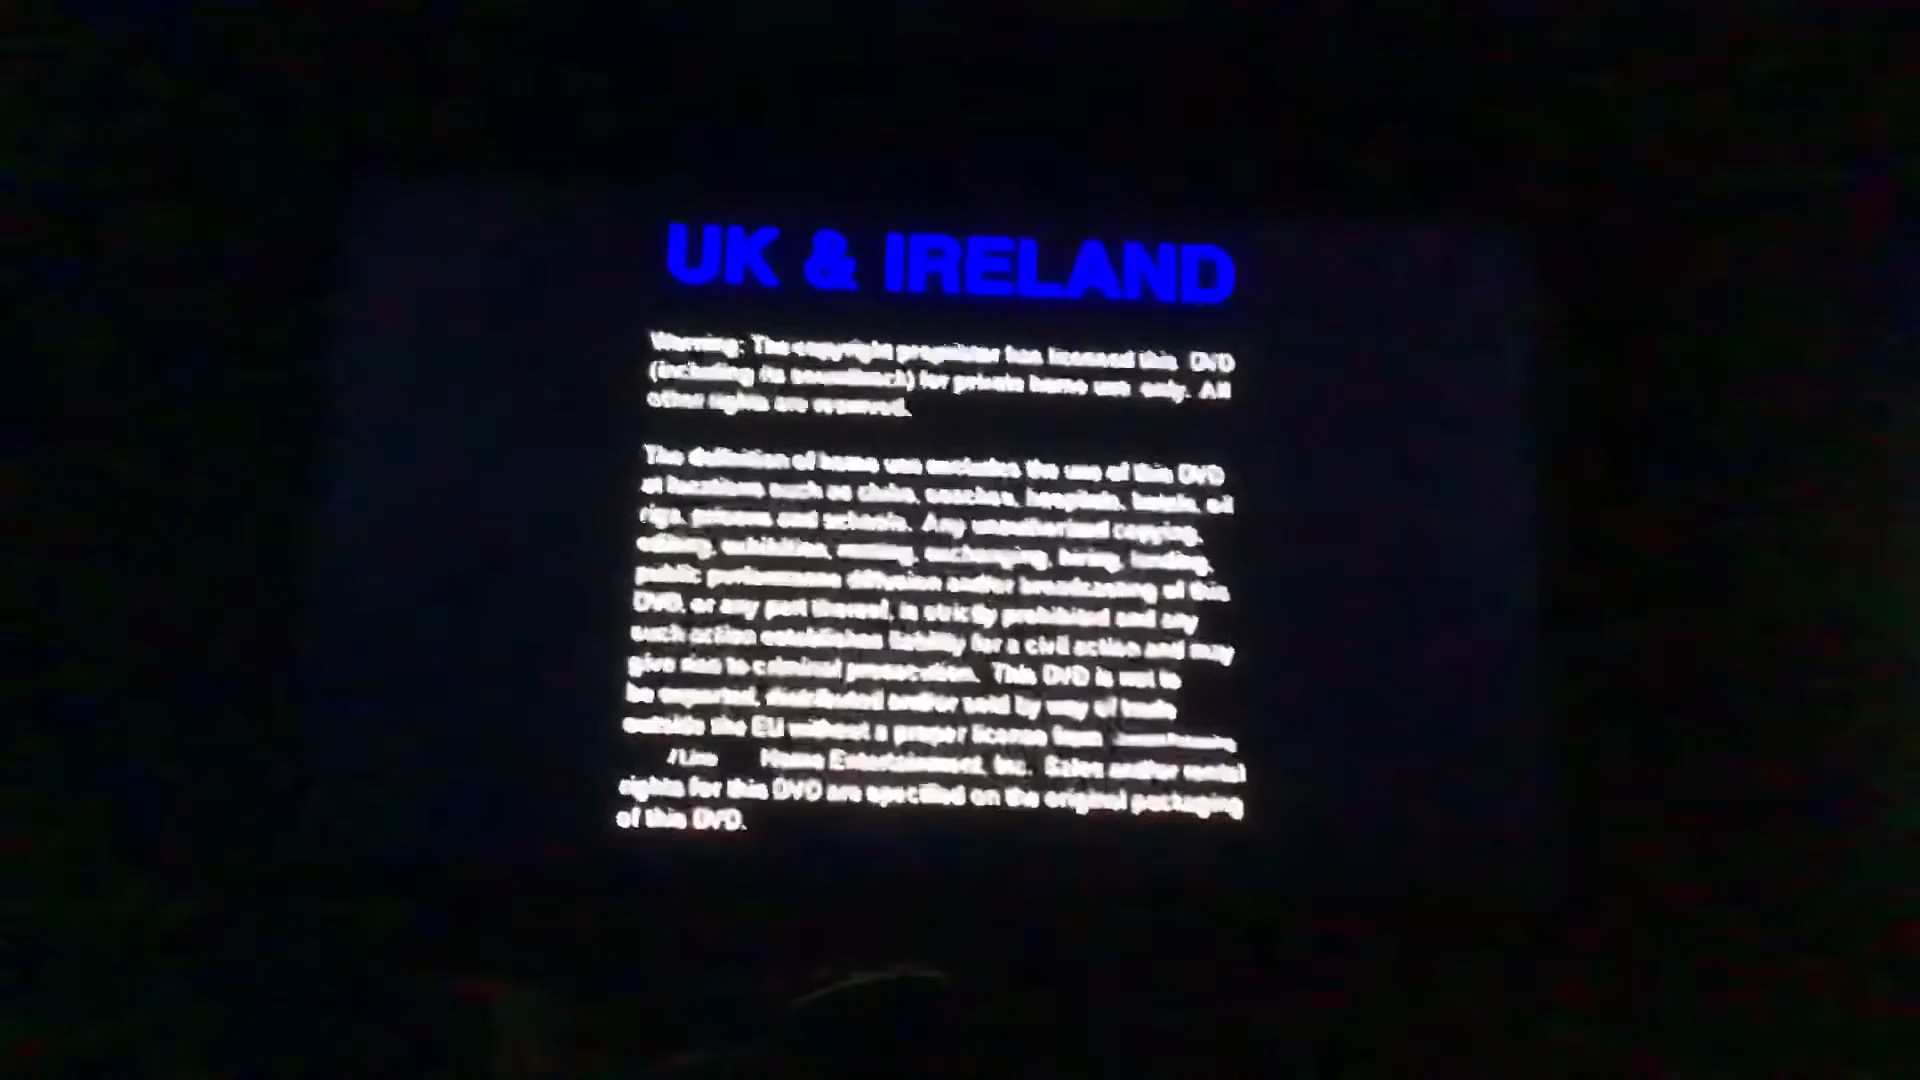 UK & IRELAND
Warning: The copyright proprietor has licensed this DVD
(including its soundtrack) for private home use only. All
other rights are reserved.
The definition of home use excludes the use of this DVD
at locations such as clubs, coaches, hospitals, hotels, oil
rigs, prisons and schools. Any unauthorised copying,
editing, exhibition, renting, exchanging, hiring, lending,
public performance diffusion and/or broadcasting of this
DVD, or any part thereof, is strictly prohibited and any
such action establishes liability for a civil action and may
give rise to criminal prosecution. This DVD is not to
be exported, distributed and/or sold by way of trade
outside the EU without a proper license from
Home Entertainment, Inc. Sales and/or rental
rights for this DVD are specified on the original packaging
of this DVD.